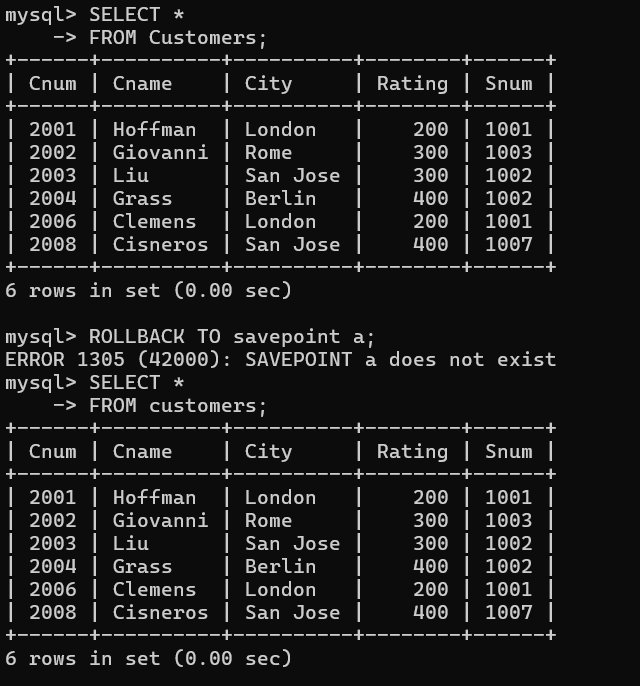 mysql> SELECT *
    -> FROM Customers;
+------+----------+----------+--------+------+
| Cnum | Cname    | City     | Rating | Snum |
+------+----------+----------+--------+------+
| 2001 | Hoffman  | London   |    200 | 1001 |
| 2002 | Giovanni | Rome     |    300 | 1003 |
| 2003 | Liu      | San Jose |    300 | 1002 |
| 2004 | Grass    | Berlin   |    400 | 1002 |
| 2006 | Clemens  | London   |    200 | 1001 |
| 2008 | Cisneros | San Jose |    400 | 1007 |
+------+----------+----------+--------+------+
6 rows in set (0.00 sec)

mysql> ROLLBACK TO savepoint a;
ERROR 1305 (42000): SAVEPOINT a does not exist
mysql> SELECT *
    -> FROM customers;
+------+----------+----------+--------+------+
| Cnum | Cname    | City     | Rating | Snum |
+------+----------+----------+--------+------+
| 2001 | Hoffman  | London   |    200 | 1001 |
| 2002 | Giovanni | Rome     |    300 | 1003 |
| 2003 | Liu      | San Jose |    300 | 1002 |
| 2004 | Grass    | Berlin   |    400 | 1002 |
| 2006 | Clemens  | London   |    200 | 1001 |
| 2008 | Cisneros | San Jose |    400 | 1007 |
+------+----------+----------+--------+------+
6 rows in set (0.00 sec)